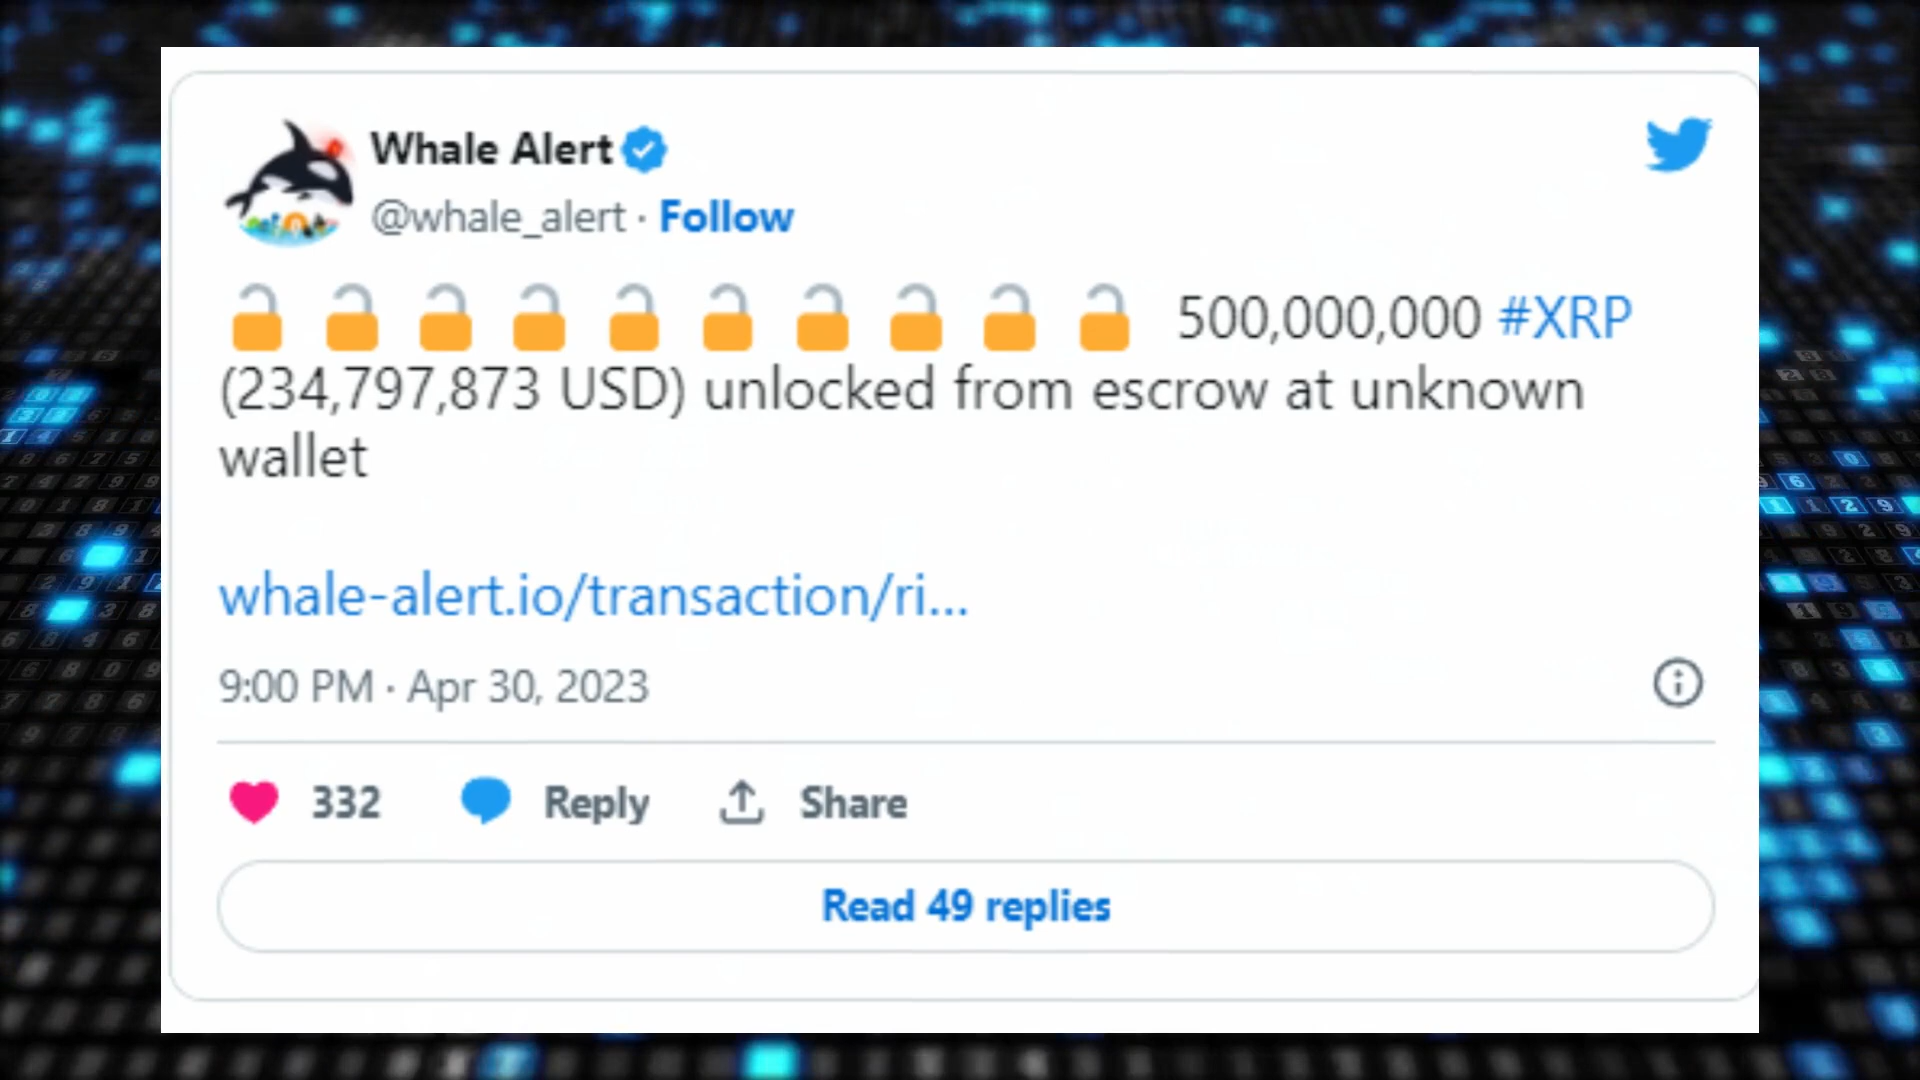 Whale Alert
@whale_alert · Follow
🔓 🔓 🔓 🔓 🔓 🔓 🔓 🔓 🔓 🔓 500,000,000 #XRP
(234,797,873 USD) unlocked from escrow at unknown
wallet
whale-alert.io/transaction/ri...
9:00 PM · Apr 30, 2023
332 Reply Share
Read 49 replies